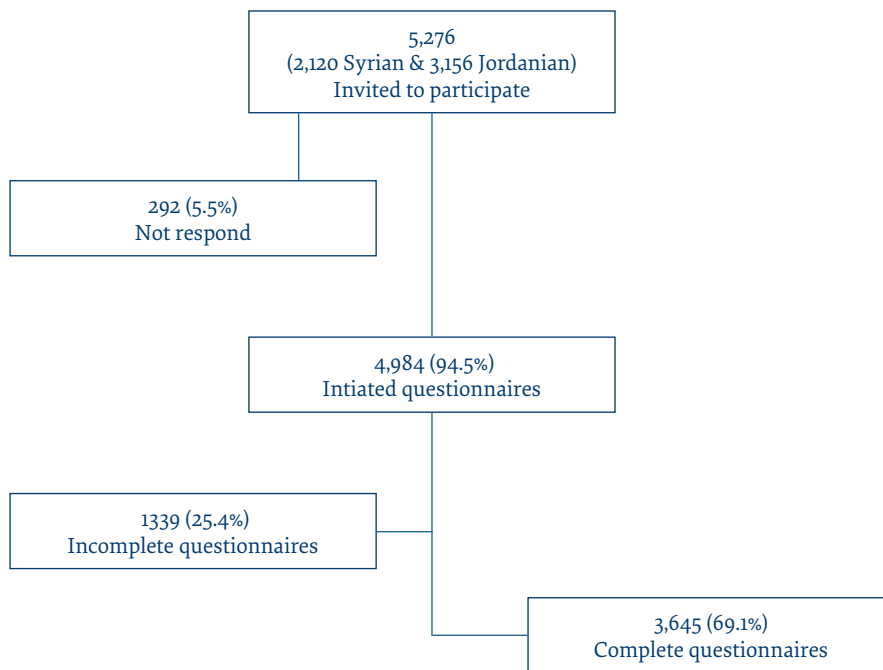 5,276
(2,120 Syrian & 3,156 Jordanian)
Invited to participate
292 (5.5%)
Not respond
4,984 (94.5%)
Intiated questionnaires
1339 (25.4%)
Incomplete questionnaires
3,645 (69.1%)
Complete questionnaires